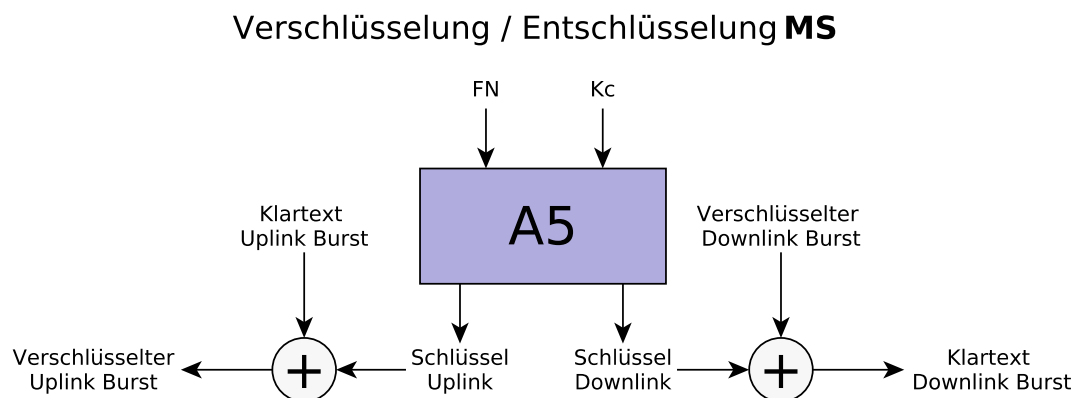 Verschlüsselung / Entschlüsselung MS
FN
Kc
A5
Klartext
Uplink Burst
Verschlüsselter
Downlink Burst
Verschlüsselter
Uplink Burst
+
Schlüssel
Uplink
Schlüssel
Downlink
+
Klartext
Downlink Burst